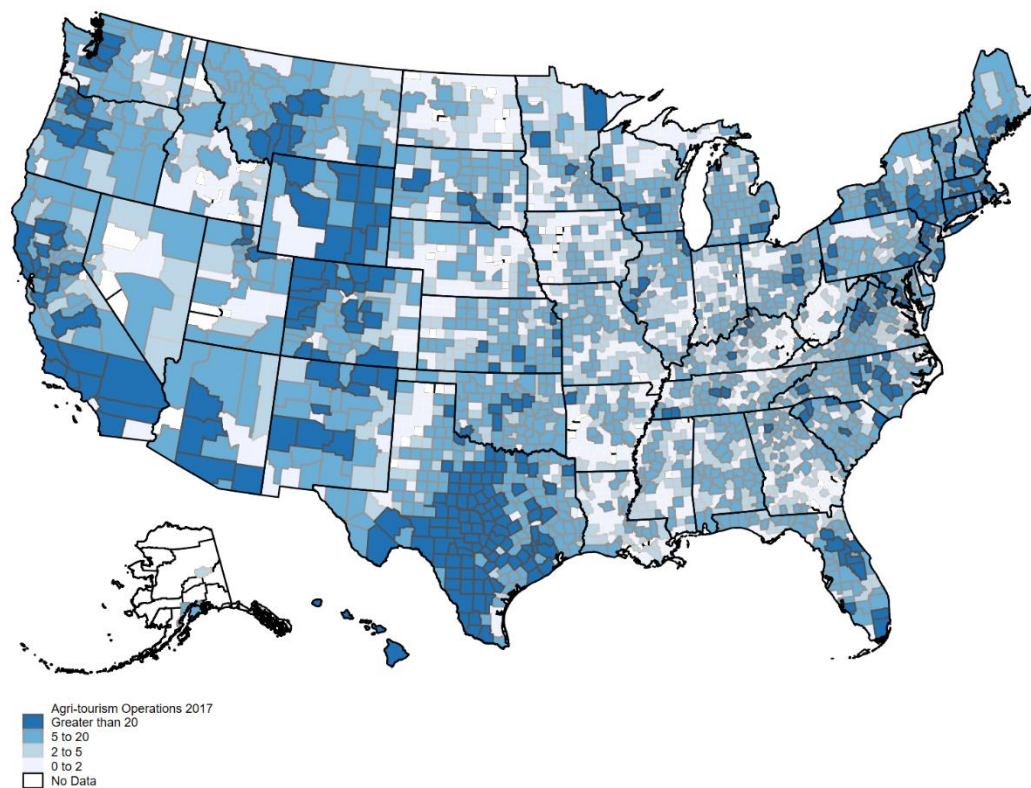 Agri-tourism Operations 2017
Greater than 20
5 to 20
2 to 5
0 to 2
No Data